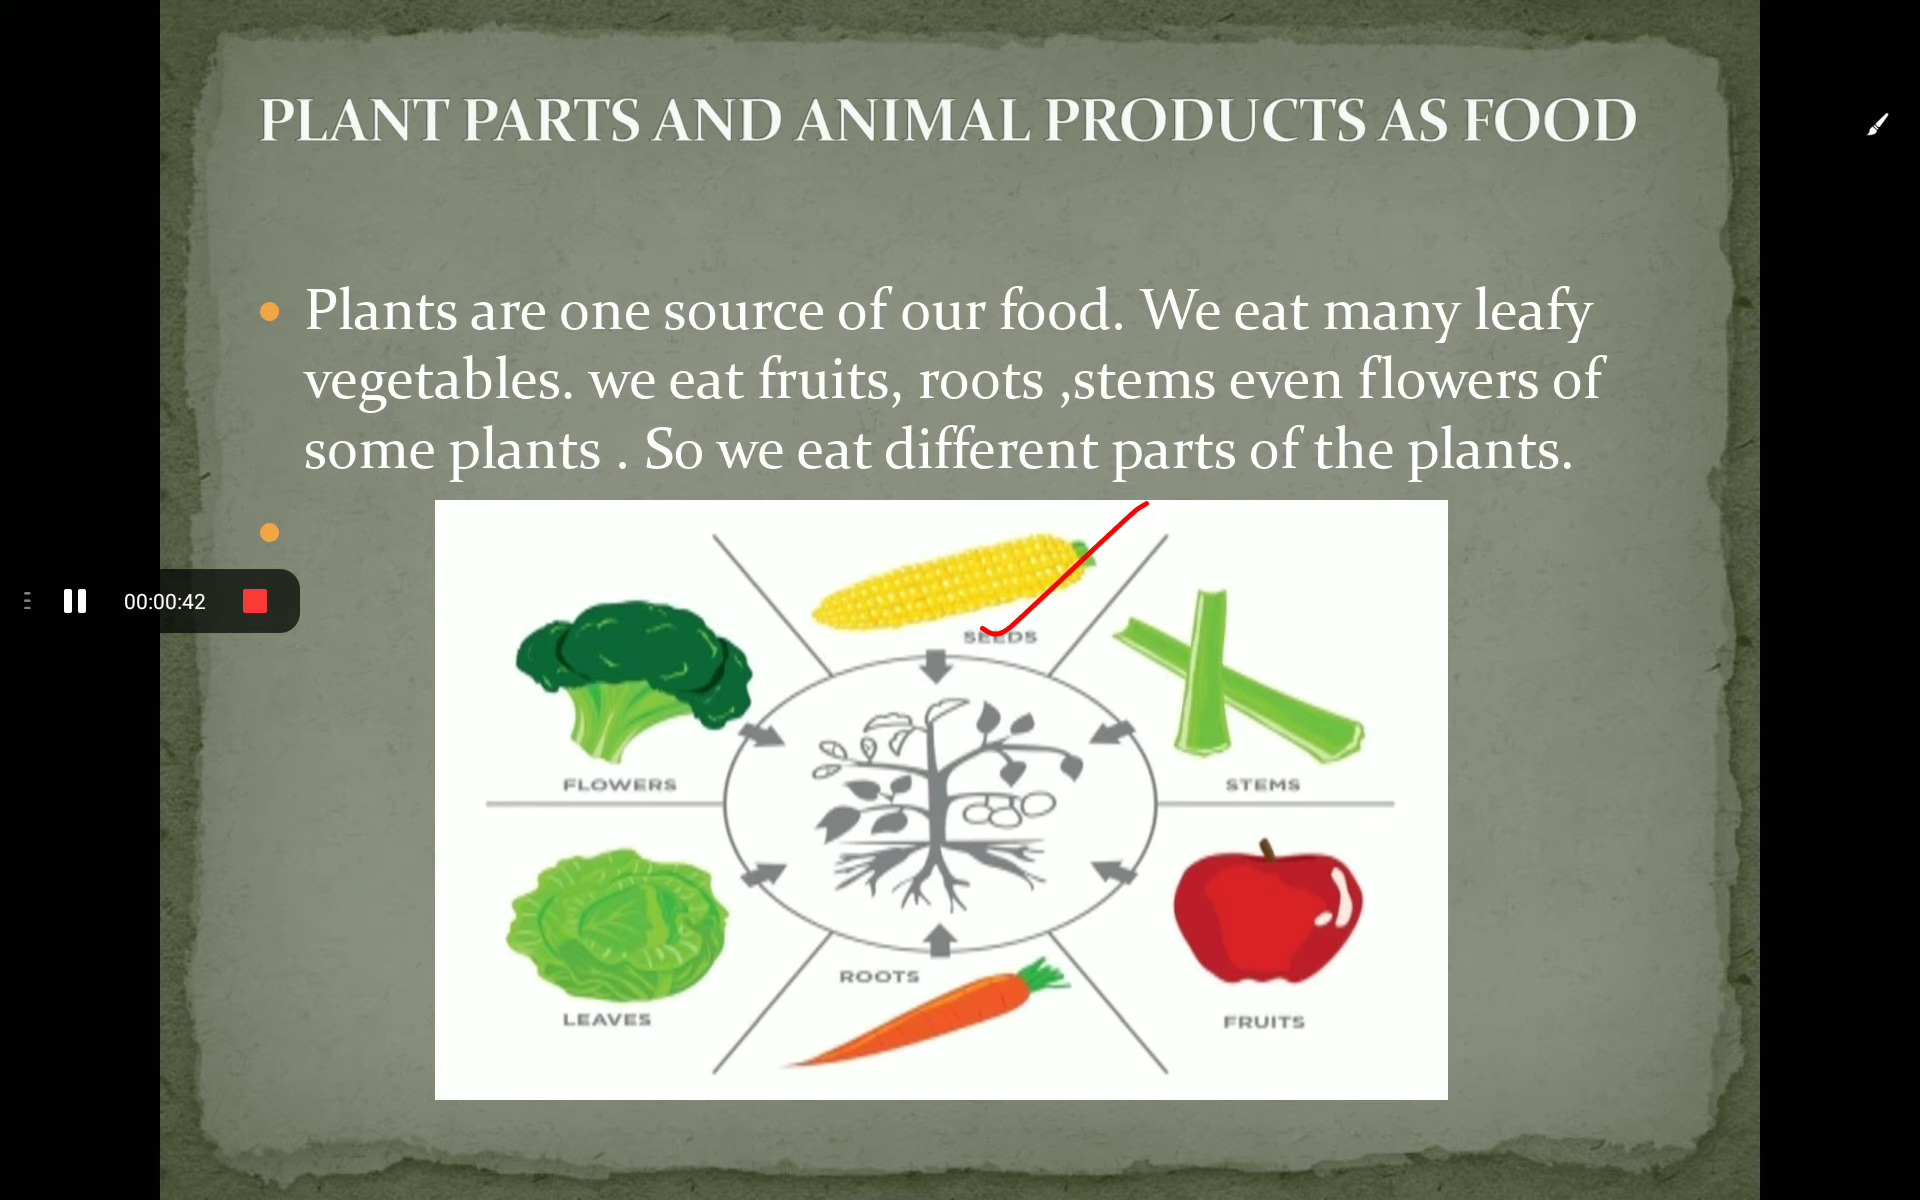 PLANT PARTS AND ANIMAL PRODUCTS AS FOOD
Plants are one source of our food. We eat many leafy
vegetables. we eat fruits, roots ,stems even flowers of
some plants . So we eat different parts of the plants.
00:00:42
SEEDS
FLOWERS
STEMS
ROOTS
LEAVES
FRUITS